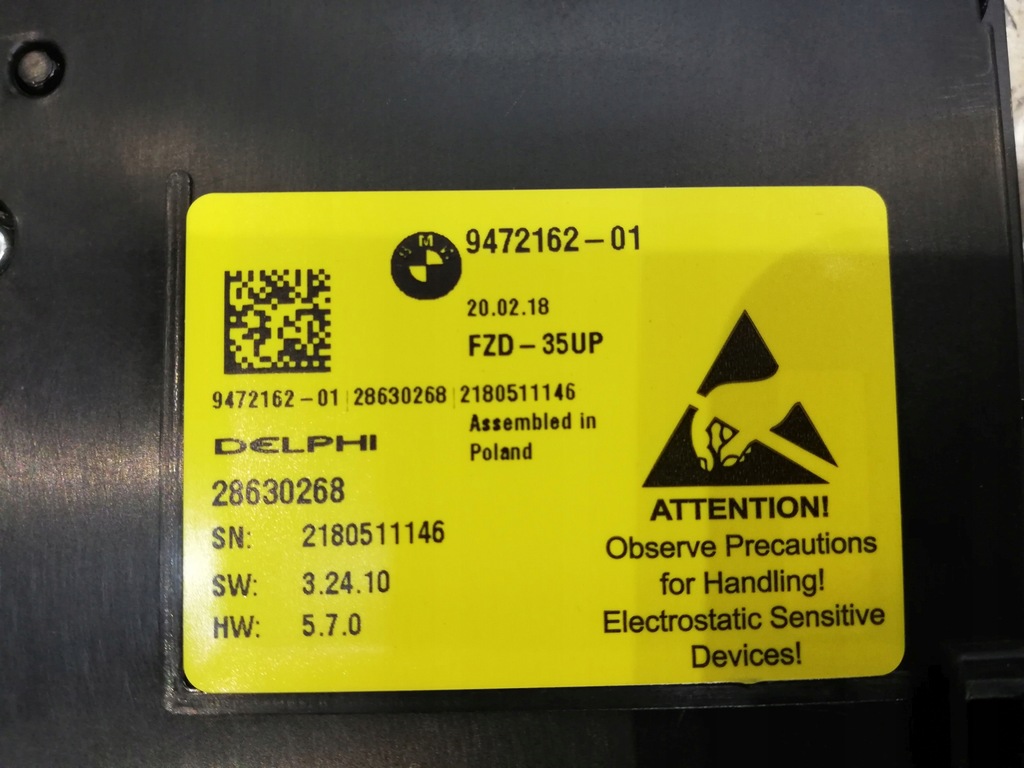 BMW
9472162-01
20.02.18
FZD-35UP
9472162-01 28630268 2180511146
Assembled in
Poland
DELPHI
28630268
SN: 2180511146
SW: 3.24.10
HW: 5.7.0
ATTENTION!
Observe Precautions
for Handling!
Electrostatic Sensitive
Devices!